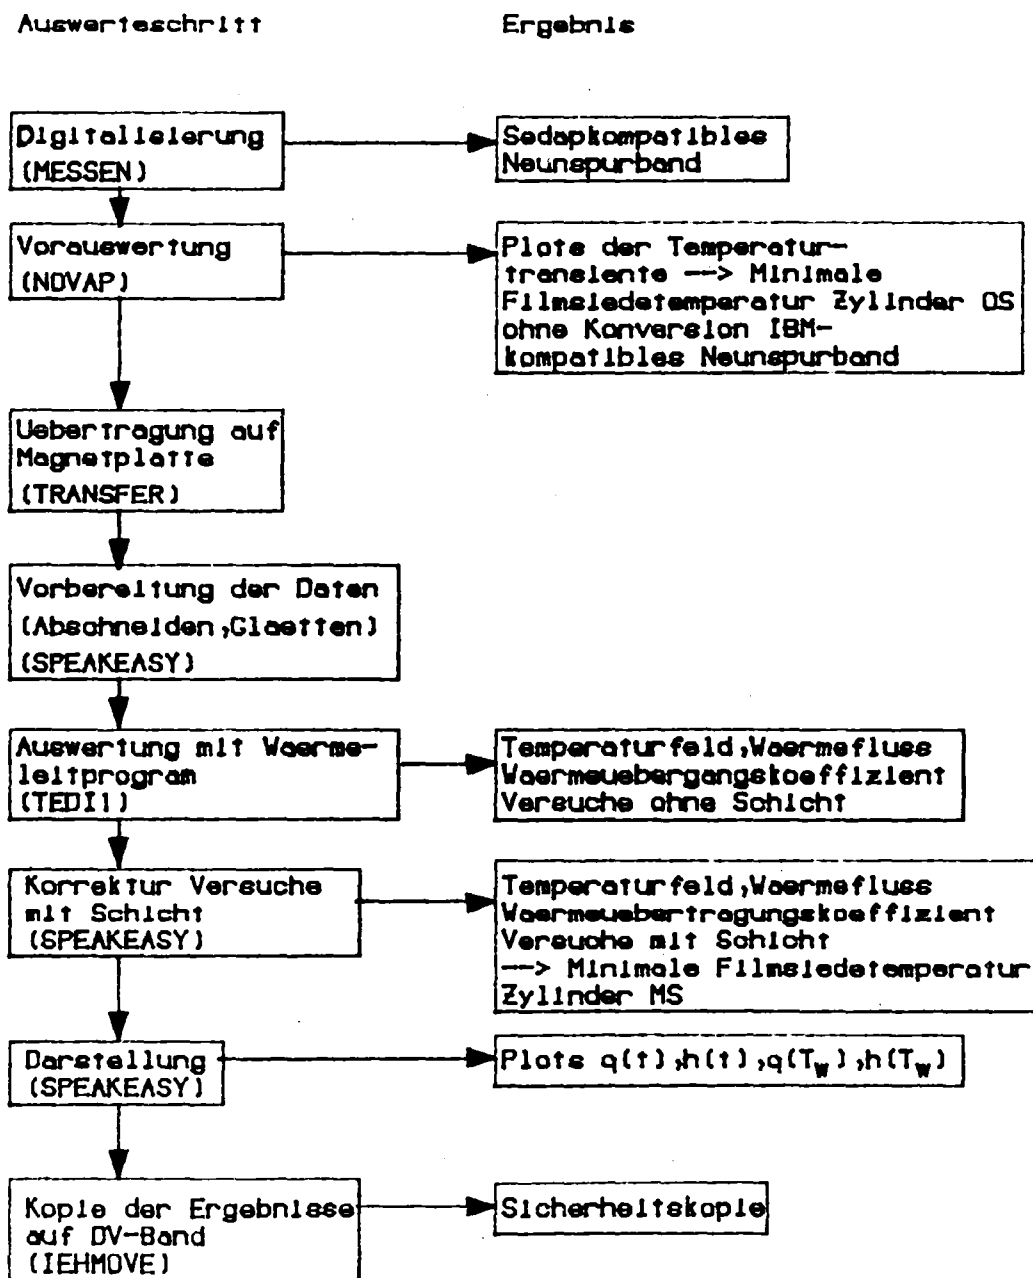 Auswerteschritt
Ergebnis
Digitalisierung
(MESSEN)
Sedapkompatibles
Neunspurband
Vorauswertung
(NOVAP)
Plots der Temperatur-
transiente --> Minimale
Filmsiedetemperatur Zylinder OS
ohne Konversion IBM-
kompatibles Neunspurband
Uebertragung auf
Magnetplatte
(TRANSFER)
Vorbereitung der Daten
(Abschneiden,Glaetten)
(SPEAKEASY)
Auswertung mit Waerme-
leitprogram
(TEDI1)
Temperaturfeld,Waermefluss
Waermeuebergangskoeffizient
Versuche ohne Schicht
Korrektur Versuche
mit Schicht
(SPEAKEASY)
Temperaturfeld,Waermefluss
Waermeuebertragungskoeffizient
Versuche mit Schicht
--> Minimale Filmsiedetemperatur
Zylinder MS
Darstellung
(SPEAKEASY)
Plots q(t),h(t),q(T_W),h(T_W)
Kopie der Ergebnisse
auf DV-Band
(IEHMOVE)
Sicherheitskopie